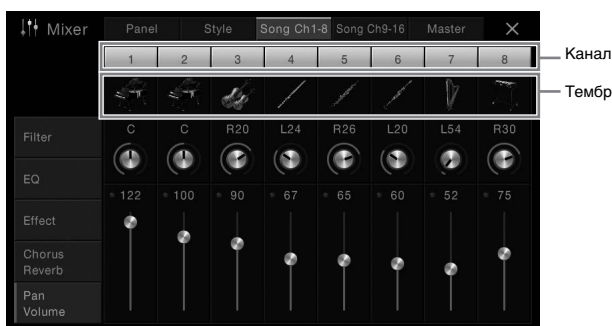 Mixer
Panel Style Song Ch1-8 Song Ch9-16 Master
1 2 3 4 5 6 7 8
Канал
Тембр
Filter
EQ
Effect
Chorus
Reverb
Pan
Volume
C C R20 L24 R26 L20 L54 R30
122 100 90 67 65 60 52 75